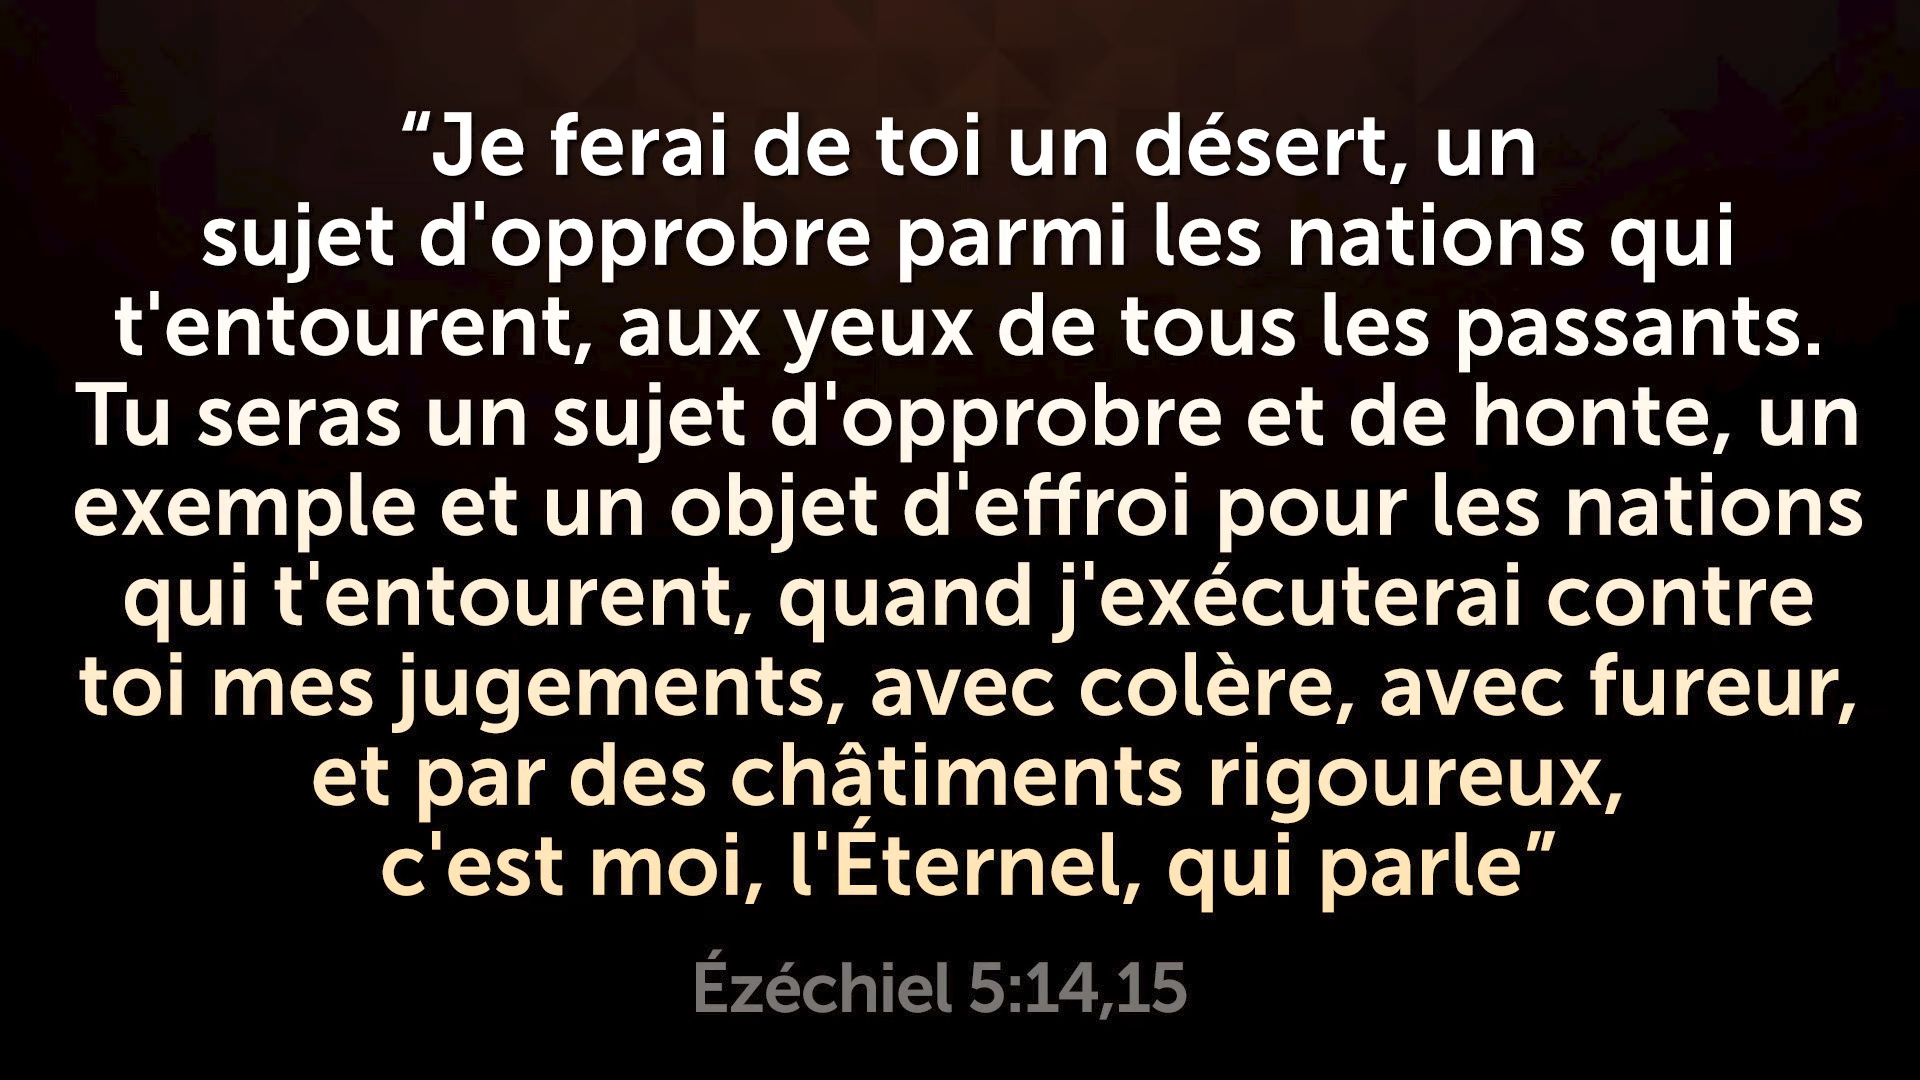 “Je ferai de toi un désert, un
sujet d'opprobre parmi les nations qui
t'entourent, aux yeux de tous les passants.
Tu seras un sujet d'opprobre et de honte, un
exemple et un objet d'effroi pour les nations
qui t'entourent, quand j'exécuterai contre
toi mes jugements, avec colère, avec fureur,
et par des châtiments rigoureux,
c'est moi, l'Éternel, qui parle”
Ézéchiel 5:14,15